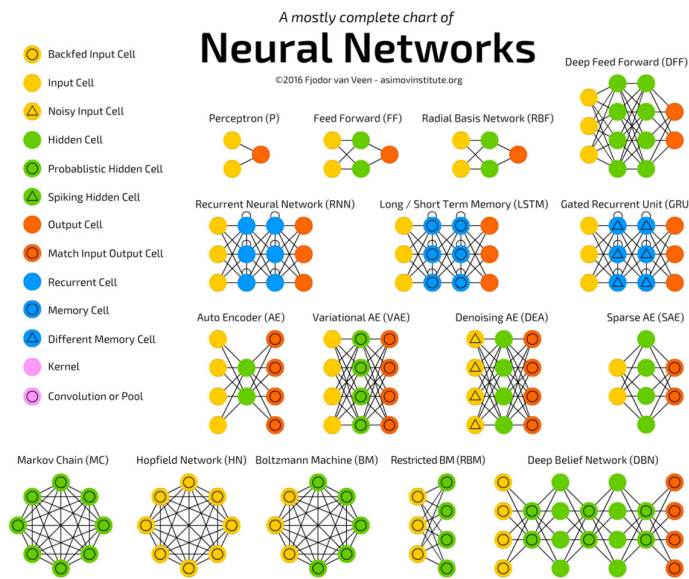 A mostly complete chart of
Neural Networks
©2016 Fjodor van Veen - asimovinstitute.org
Backfed Input Cell
Input Cell
Noisy Input Cell
Hidden Cell
Probablistic Hidden Cell
Spiking Hidden Cell
Output Cell
Match Input Output Cell
Recurrent Cell
Memory Cell
Different Memory Cell
Kernel
Convolution or Pool
Deep Feed Forward (DFF)
Perceptron (P)
Feed Forward (FF)
Radial Basis Network (RBF)
Recurrent Neural Network (RNN)
Long / Short Term Memory (LSTM)
Gated Recurrent Unit (GRU
Auto Encoder (AE)
Variational AE (VAE)
Denoising AE (DEA)
Sparse AE (SAE)
Markov Chain (MC)
Hopfield Network (HN)
Boltzmann Machine (BM)
Restricted BM (RBM)
Deep Belief Network (DBN)